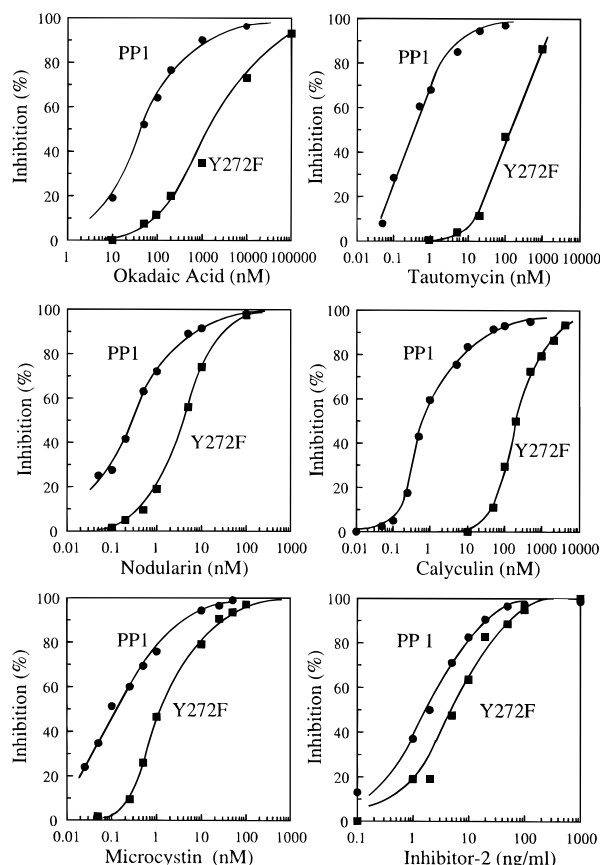 Inhibition (%)
100
80
60
40
20
0
PP1
Y272F
1 10 100 1000 10000 100000
Okadaic Acid (nM)
Inhibition (%)
100
80
60
40
20
0
PP1
Y272F
0.01 0.1 1 10 100 1000 10000
Tautomycin (nM)
Inhibition (%)
100
80
60
40
20
0
PP1
Y272F
0.01 0.1 1 10 100 1000
Nodularin (nM)
Inhibition (%)
100
80
60
40
20
0
PP1
Y272F
0.01 0.1 1 10 100 1000 10000
Calyculin (nM)
Inhibition (%)
100
80
60
40
20
0
PP1
Y272F
0.01 0.1 1 10 100 1000
Microcystin (nM)
Inhibition (%)
100
80
60
40
20
0
PP 1
Y272F
0.1 1 10 100 1000
Inhibitor-2 (ng/ml)